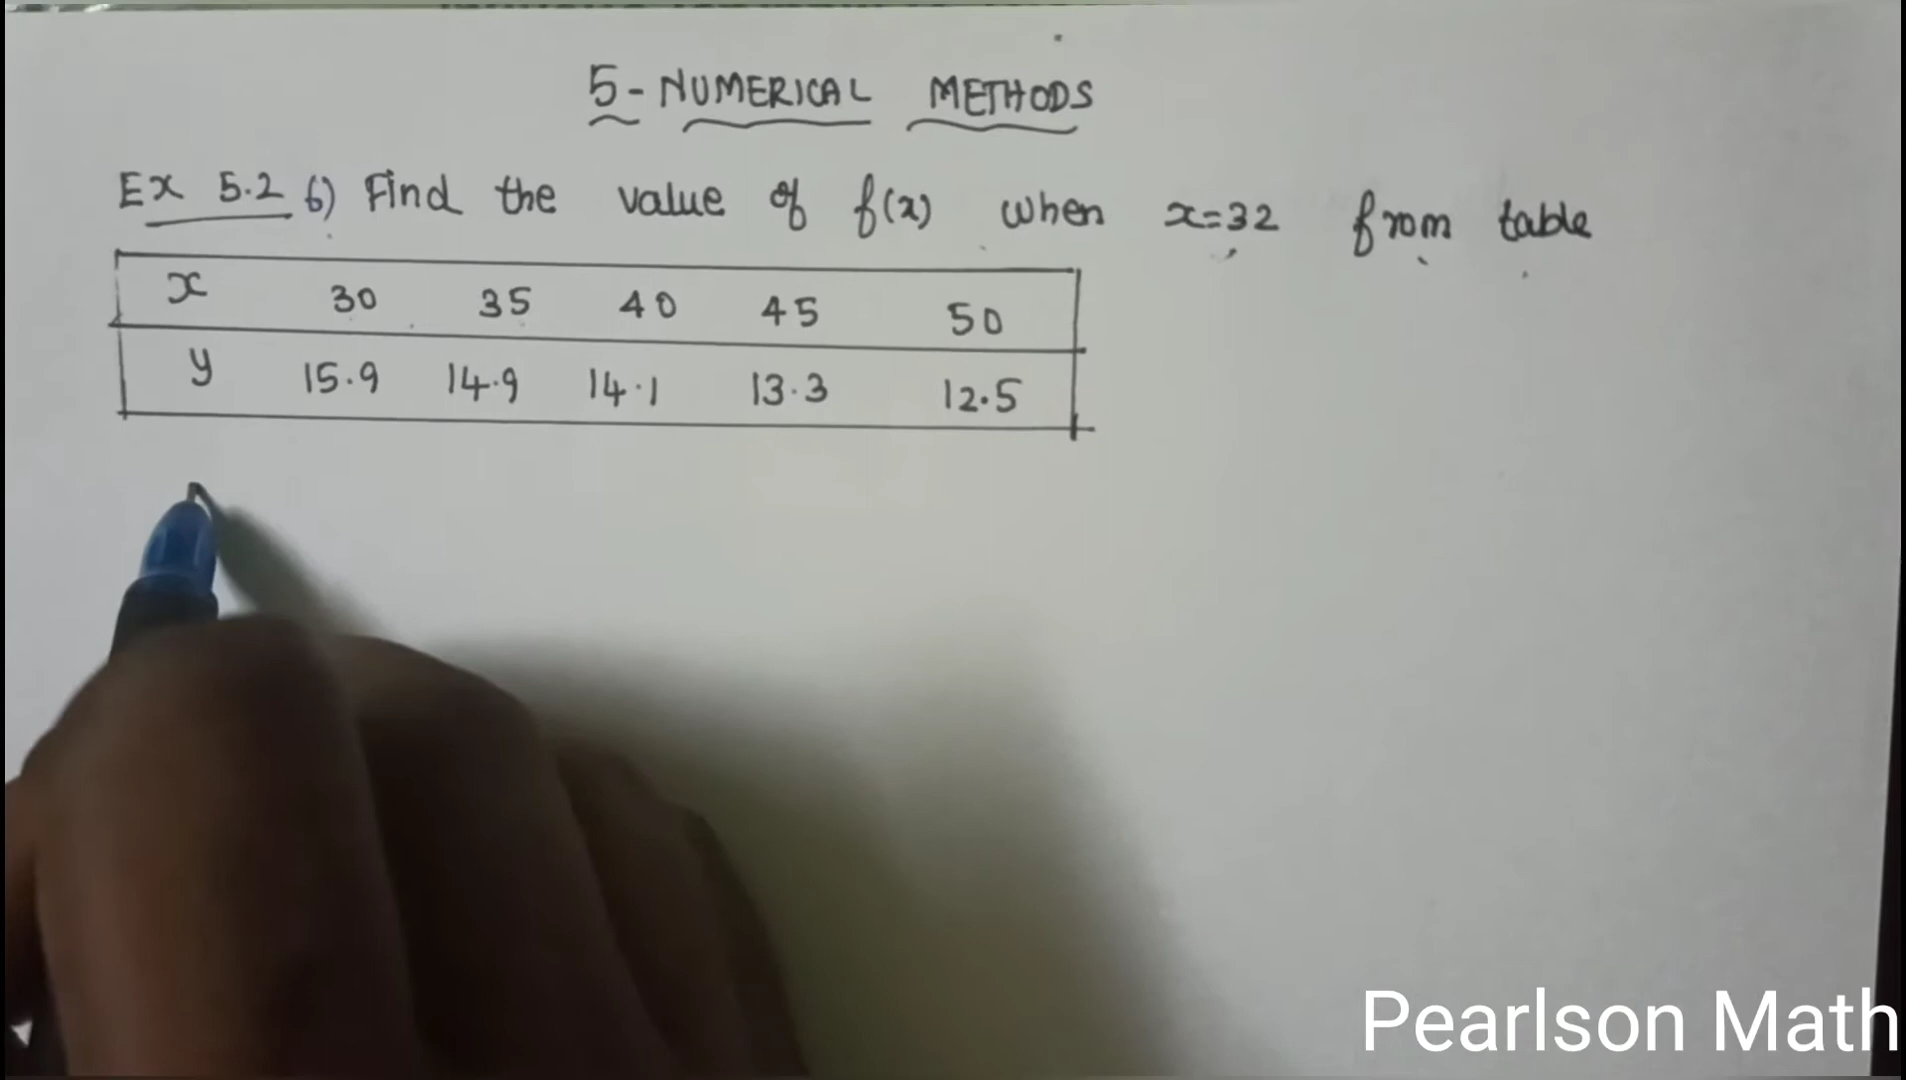 5- NUMERICAL METHODS
Ex 5.2 6) Find the value of f(x) when x=32 from table
x 30 35 40 45 50
y 15.9 14.9 14.1 13.3 12.5
Pearlson Math